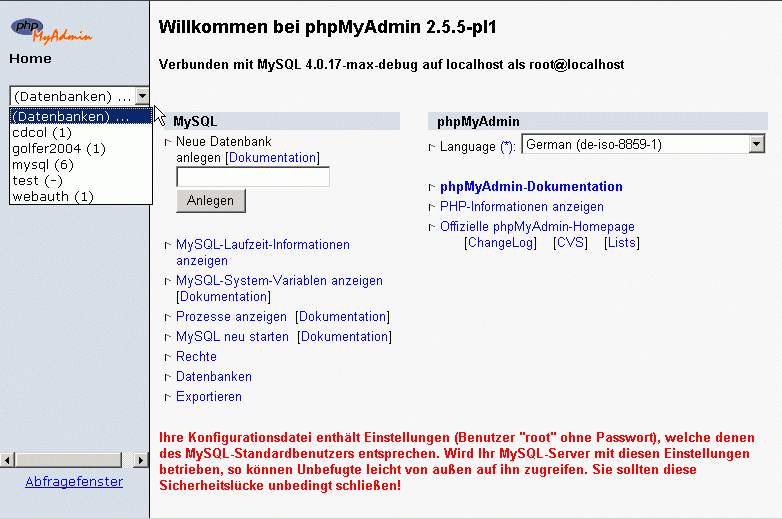 php
MyAdmin
Home
(Datenbanken) ...
(Datenbanken) ...
cdcol (1)
golfer2004 (1)
mysql (6)
test (-)
webauth (1)
Abfragefenster
Willkommen bei phpMyAdmin 2.5.5-pl1
Verbunden mit MySQL 4.0.17-max-debug auf localhost als root@localhost
MySQL
Neue Datenbank
anlegen [Dokumentation]
Anlegen
MySQL-Laufzeit-Informationen
anzeigen
MySQL-System-Variablen anzeigen
[Dokumentation]
Prozesse anzeigen [Dokumentation]
MySQL neu starten [Dokumentation]
Rechte
Datenbanken
Exportieren
phpMyAdmin
Language (*): German (de-iso-8859-1)
phpMyAdmin-Dokumentation
PHP-Informationen anzeigen
Offizielle phpMyAdmin-Homepage
[ChangeLog] [CVS] [Lists]
Ihre Konfigurationsdatei enthält Einstellungen (Benutzer "root" ohne Passwort), welche denen
des MySQL-Standardbenutzers entsprechen. Wird Ihr MySQL-Server mit diesen Einstellungen
betrieben, so können Unbefugte leicht von außen auf ihn zugreifen. Sie sollten diese
Sicherheitslücke unbedingt schließen!